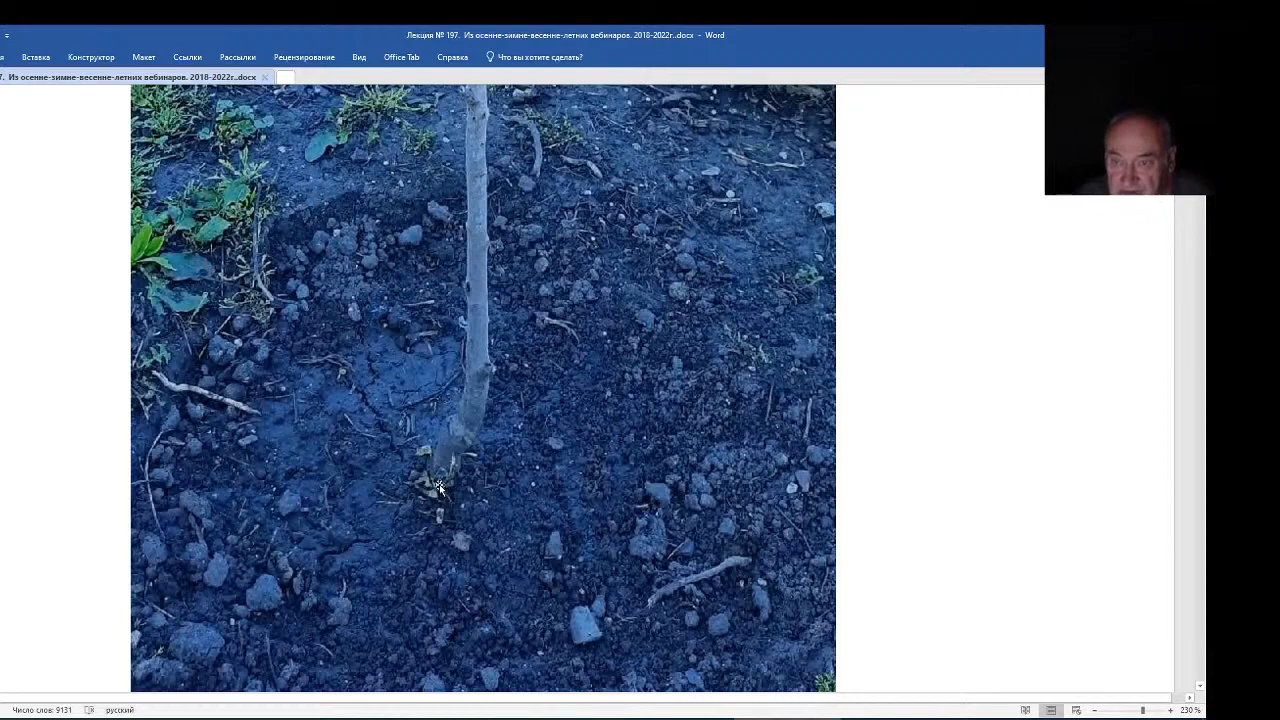 Лекция № 197. Из осенне-зимне-весенне-летних вебинаров. 2018-2022г..docx - Word
Вставка Конструктор Макет Ссылки Рассылки Рецензирование Вид Office Tab Справка Что вы хотите сделать?
7. Из осенне-зимне-весенне-летних вебинаров. 2018-2022г..docx
Число слов: 9131 русский 230 %